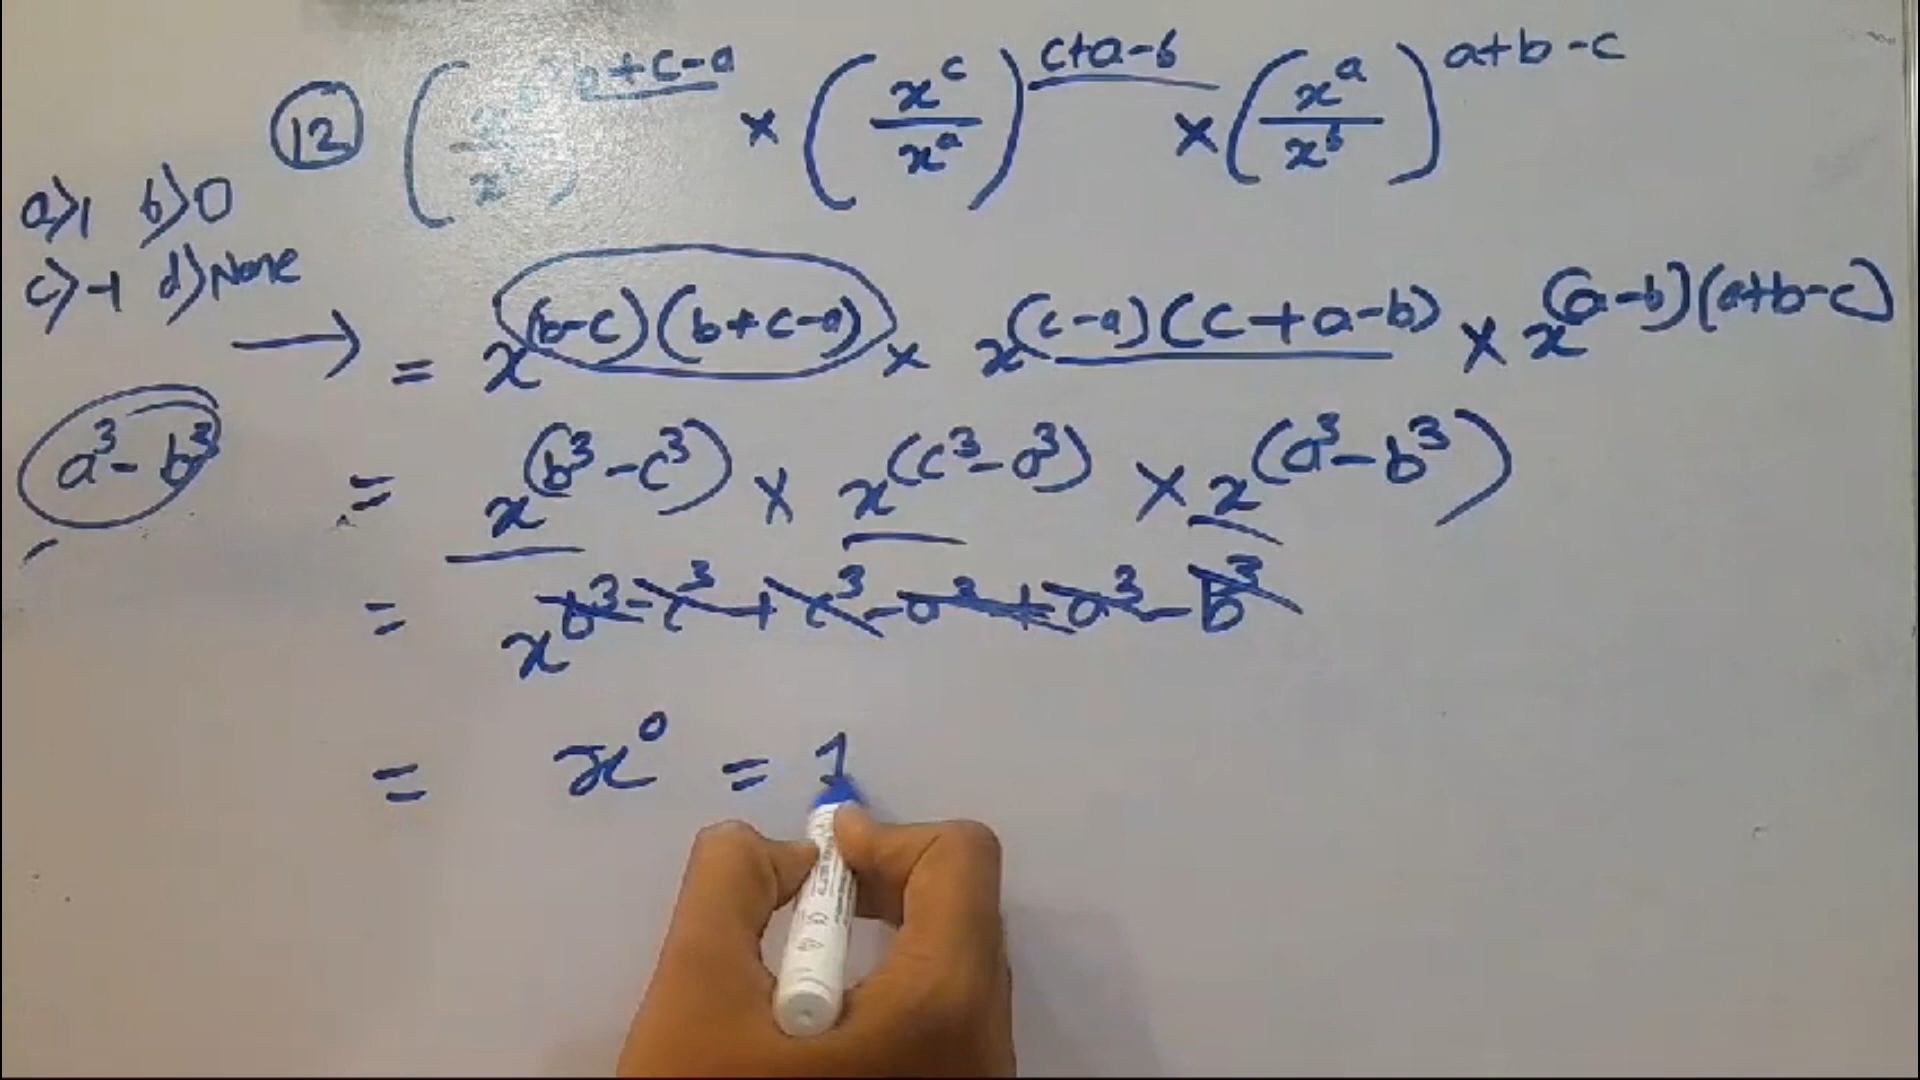 (12) ( )^b+c-a × (x^c/x^a)^c+a-b × (x^a/x^b)^a+b-c
a)1 b)0
c)-1 d)None
→ = x^(b-c)(b+c-a) × x^(c-a)(c+a-b) × x^(a-b)(a+b-c)
a³-b³
= x^(b³-c³) × x^(c³-a³) × x^(a³-b³)
= x^b³-c³+c³-a³+a³-b³
= x^0 = 1